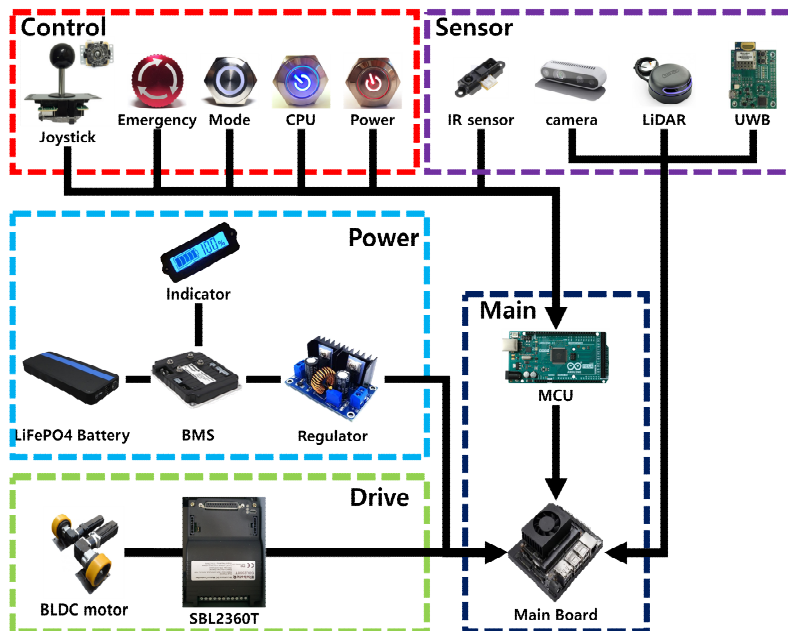 Control
Sensor
Joystick
Emergency
Mode
CPU
Power
IR sensor
camera
LiDAR
UWB
Power
100%
Indicator
LiFePO4 Battery
BMS
Regulator
Main
MCU
Drive
BLDC motor
SBL2360T
Main Board